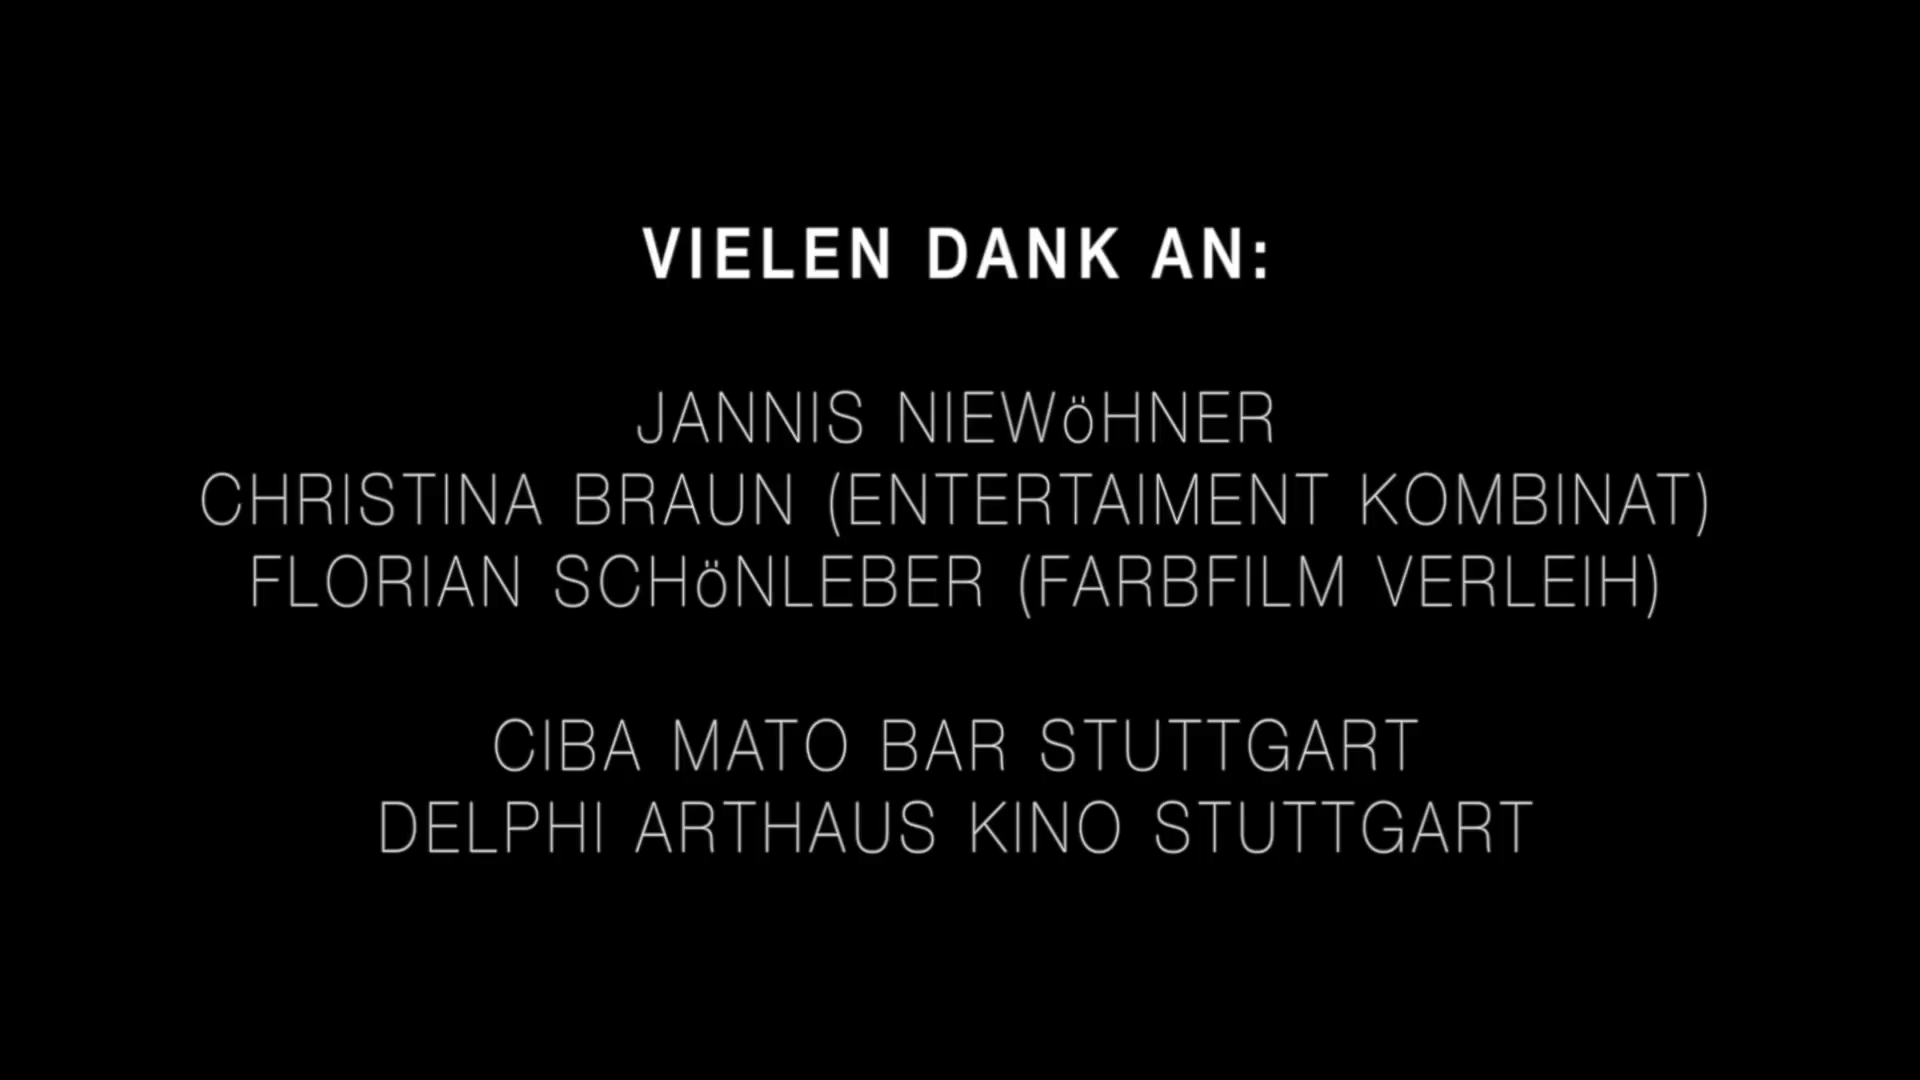 VIELEN DANK AN:
JANNIS NIEWöHNER
CHRISTINA BRAUN (ENTERTAIMENT KOMBINAT)
FLORIAN SCHöNLEBER (FARBFILM VERLEIH)
CIBA MATO BAR STUTTGART
DELPHI ARTHAUS KINO STUTTGART